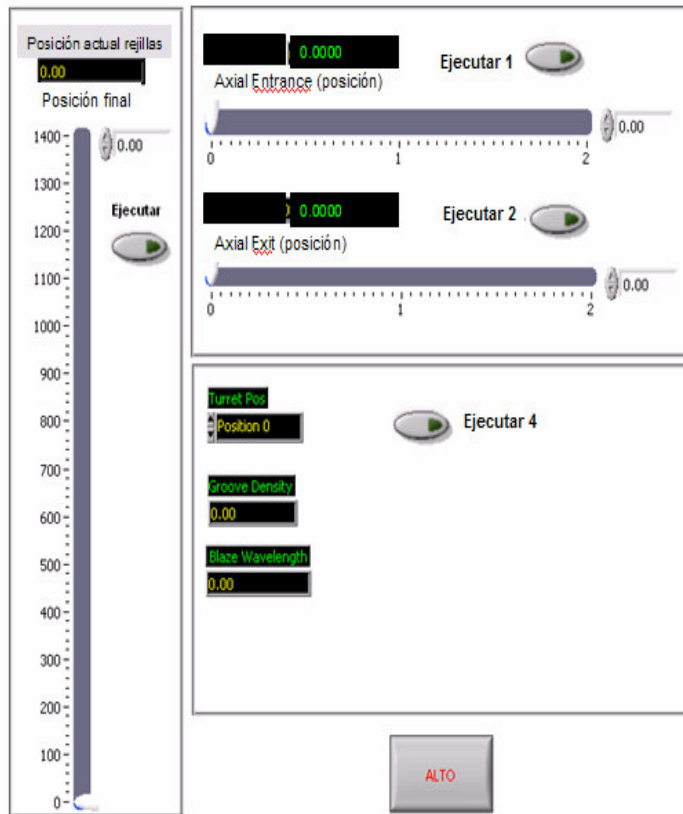 Posición actual rejillas
0.00
Posición final
0.00
1400
1300
1200
1100
1000
900
800
700
600
500
400
300
200
100
0
Ejecutar
0.0000
Ejecutar 1
Axial Entrance (posición)
0.00
0 1 2
0.0000
Ejecutar 2
Axial Exit (posición)
0.00
0 1 2
Turret Pos
Position 0
Ejecutar 4
Groove Density
0.00
Blaze Wavelength
0.00
ALTO